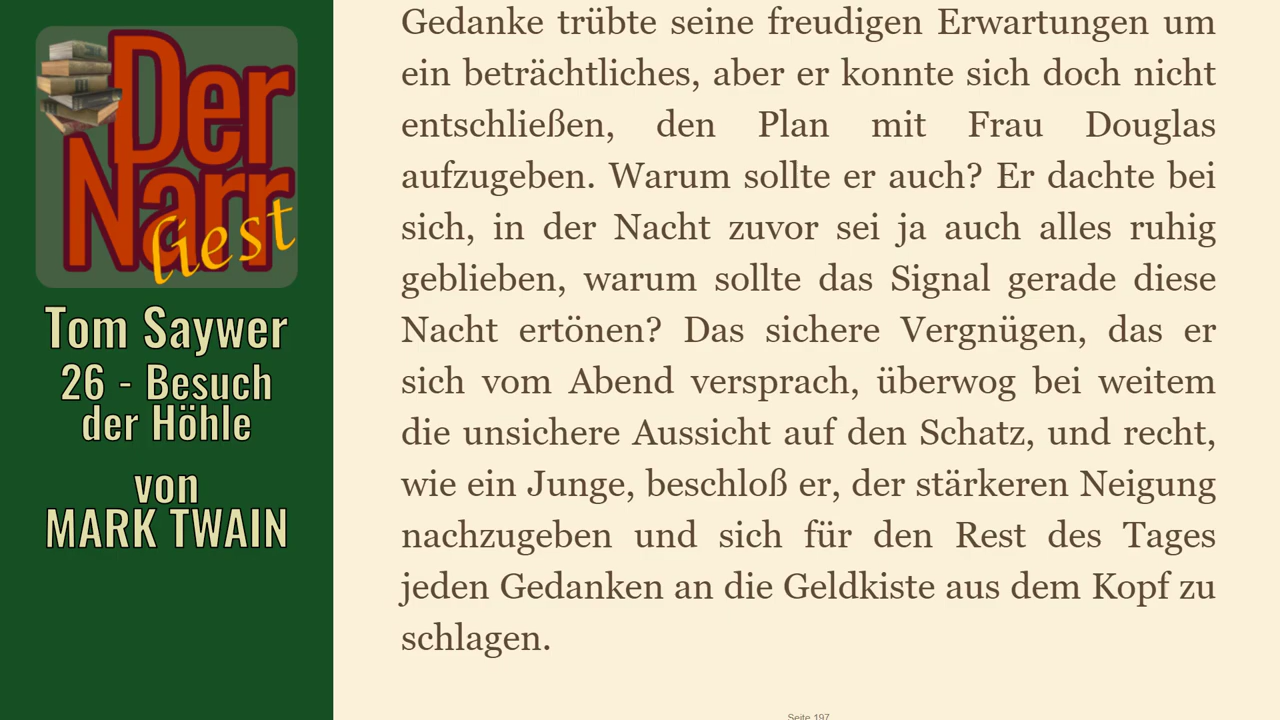 Der
Narr
liest
Tom Saywer
26 - Besuch
der Höhle
von
MARK TWAIN
Gedanke trübte seine freudigen Erwartungen um
ein beträchtliches, aber er konnte sich doch nicht
entschließen, den Plan mit Frau Douglas
aufzugeben. Warum sollte er auch? Er dachte bei
sich, in der Nacht zuvor sei ja auch alles ruhig
geblieben, warum sollte das Signal gerade diese
Nacht ertönen? Das sichere Vergnügen, das er
sich vom Abend versprach, überwog bei weitem
die unsichere Aussicht auf den Schatz, und recht,
wie ein Junge, beschloß er, der stärkeren Neigung
nachzugeben und sich für den Rest des Tages
jeden Gedanken an die Geldkiste aus dem Kopf zu
schlagen.
Seite 197